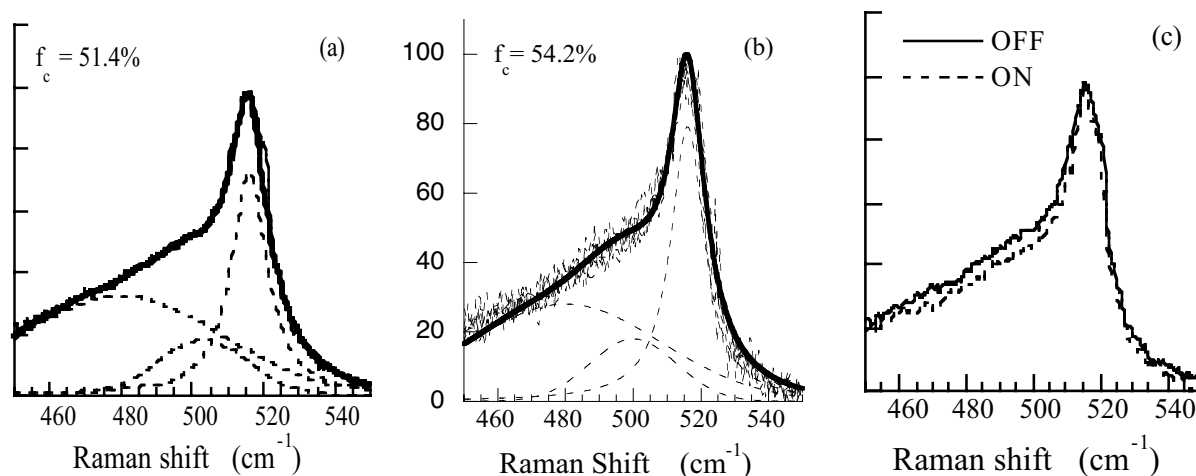 (a)
f_c = 51.4%
460 480 500 520 540
Raman shift (cm⁻¹)
(b)
f_c = 54.2%
100
80
60
40
20
0
460 480 500 520 540
Raman Shift (cm⁻¹)
(c)
OFF
ON
460 480 500 520 540
Raman shift (cm⁻¹)